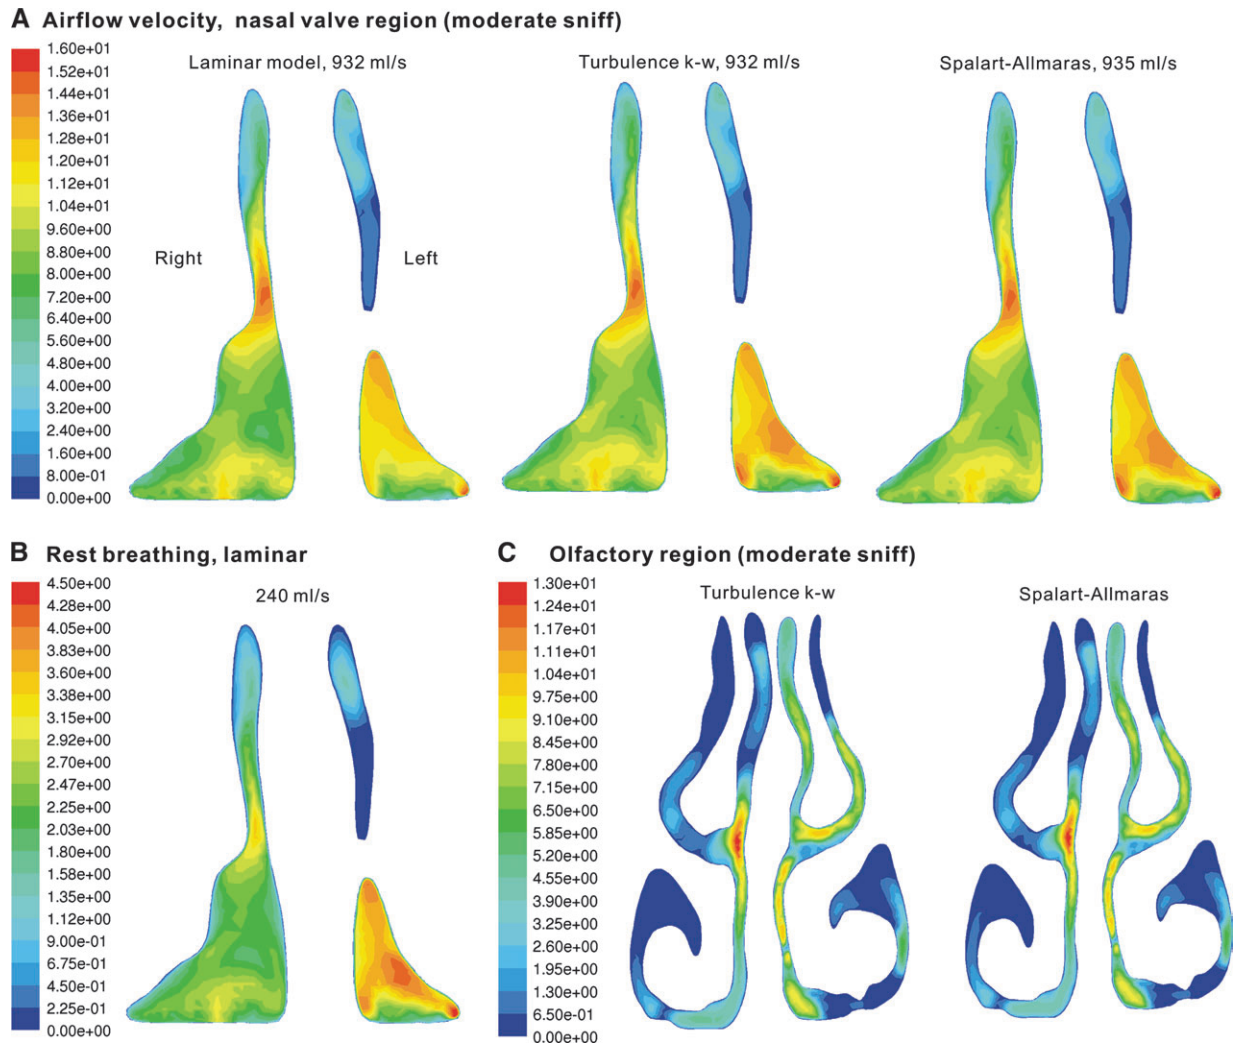 A Airflow velocity, nasal valve region (moderate sniff)
1.60e+01
1.52e+01
1.44e+01
1.36e+01
1.28e+01
1.20e+01
1.12e+01
1.04e+01
9.60e+00
8.80e+00
8.00e+00
7.20e+00
6.40e+00
5.60e+00
4.80e+00
4.00e+00
3.20e+00
2.40e+00
1.60e+00
8.00e-01
0.00e+00
Laminar model, 932 ml/s
Turbulence k-w, 932 ml/s
Spalart-Allmaras, 935 ml/s
Right
Left
B Rest breathing, laminar
4.50e+00
4.28e+00
4.05e+00
3.83e+00
3.60e+00
3.38e+00
3.15e+00
2.92e+00
2.70e+00
2.47e+00
2.25e+00
2.03e+00
1.80e+00
1.58e+00
1.35e+00
1.12e+00
9.00e-01
6.75e-01
4.50e-01
2.25e-01
0.00e+00
240 ml/s
C Olfactory region (moderate sniff)
1.30e+01
1.24e+01
1.17e+01
1.11e+01
1.04e+01
9.75e+00
9.10e+00
8.45e+00
7.80e+00
7.15e+00
6.50e+00
5.85e+00
5.20e+00
4.55e+00
3.90e+00
3.25e+00
2.60e+00
1.95e+00
1.30e+00
6.50e-01
0.00e+00
Turbulence k-w
Spalart-Allmaras